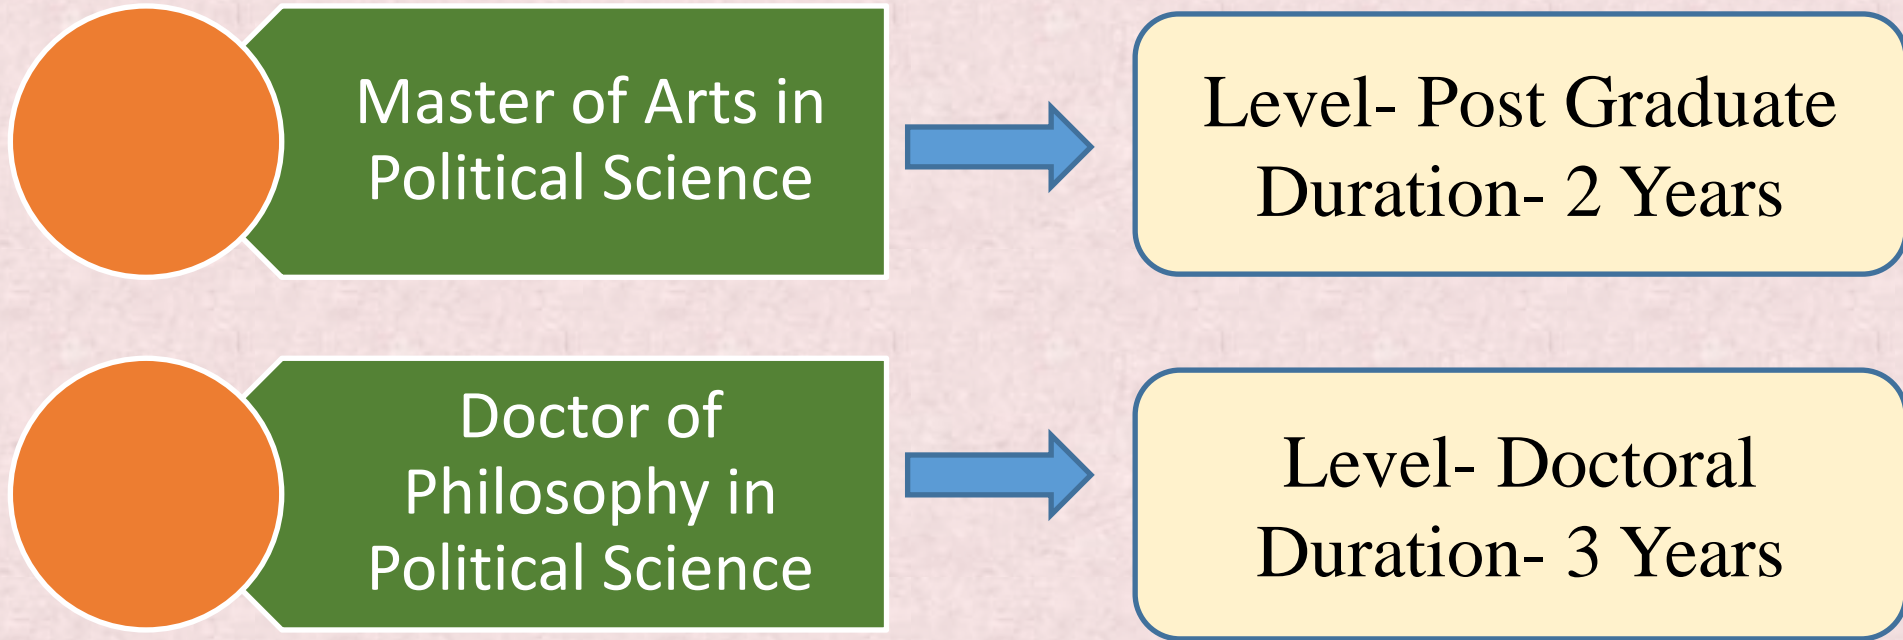 Master of Arts in
Political Science
Level- Post Graduate
Duration- 2 Years
Doctor of
Philosophy in
Political Science
Level- Doctoral
Duration- 3 Years